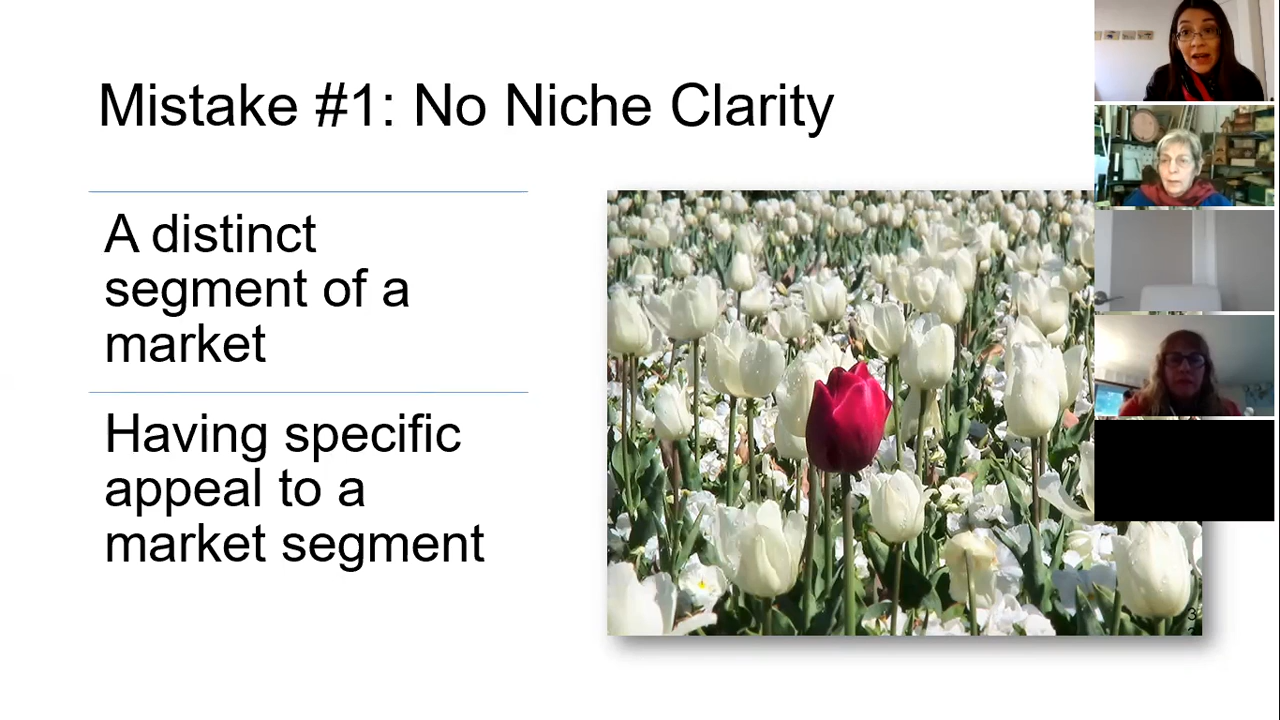 Mistake #1: No Niche Clarity
A distinct
segment of a
market
Having specific
appeal to a
market segment